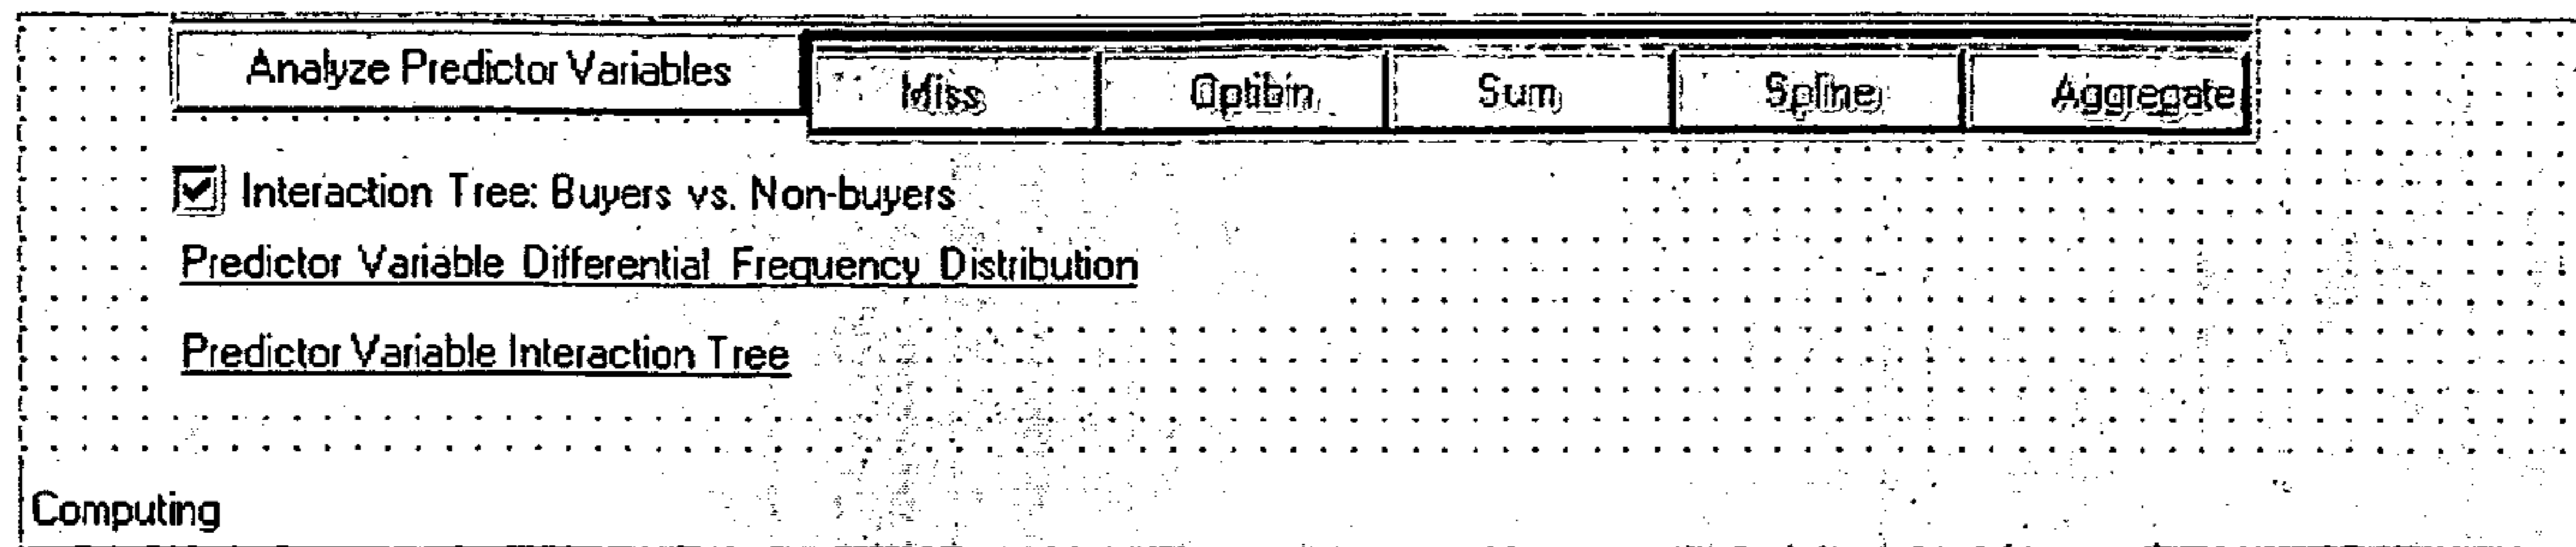 Analyze Predictor Variables Miss Optibin Sum Spline Aggregate
Interaction Tree: Buyers vs. Non-buyers
Predictor Variable Differential Frequency Distribution
Predictor Variable Interaction Tree
Computing